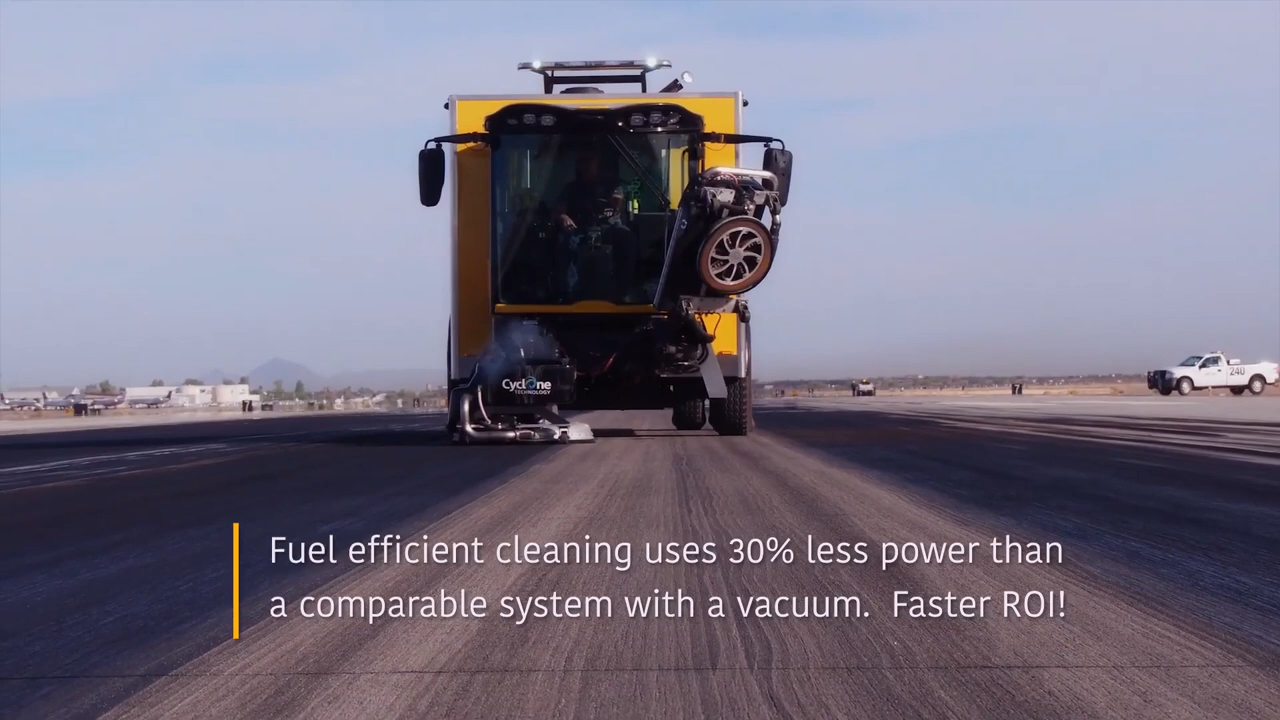 Cyclone
TECHNOLOGY
240
Fuel efficient cleaning uses 30% less power than
a comparable system with a vacuum. Faster ROI!